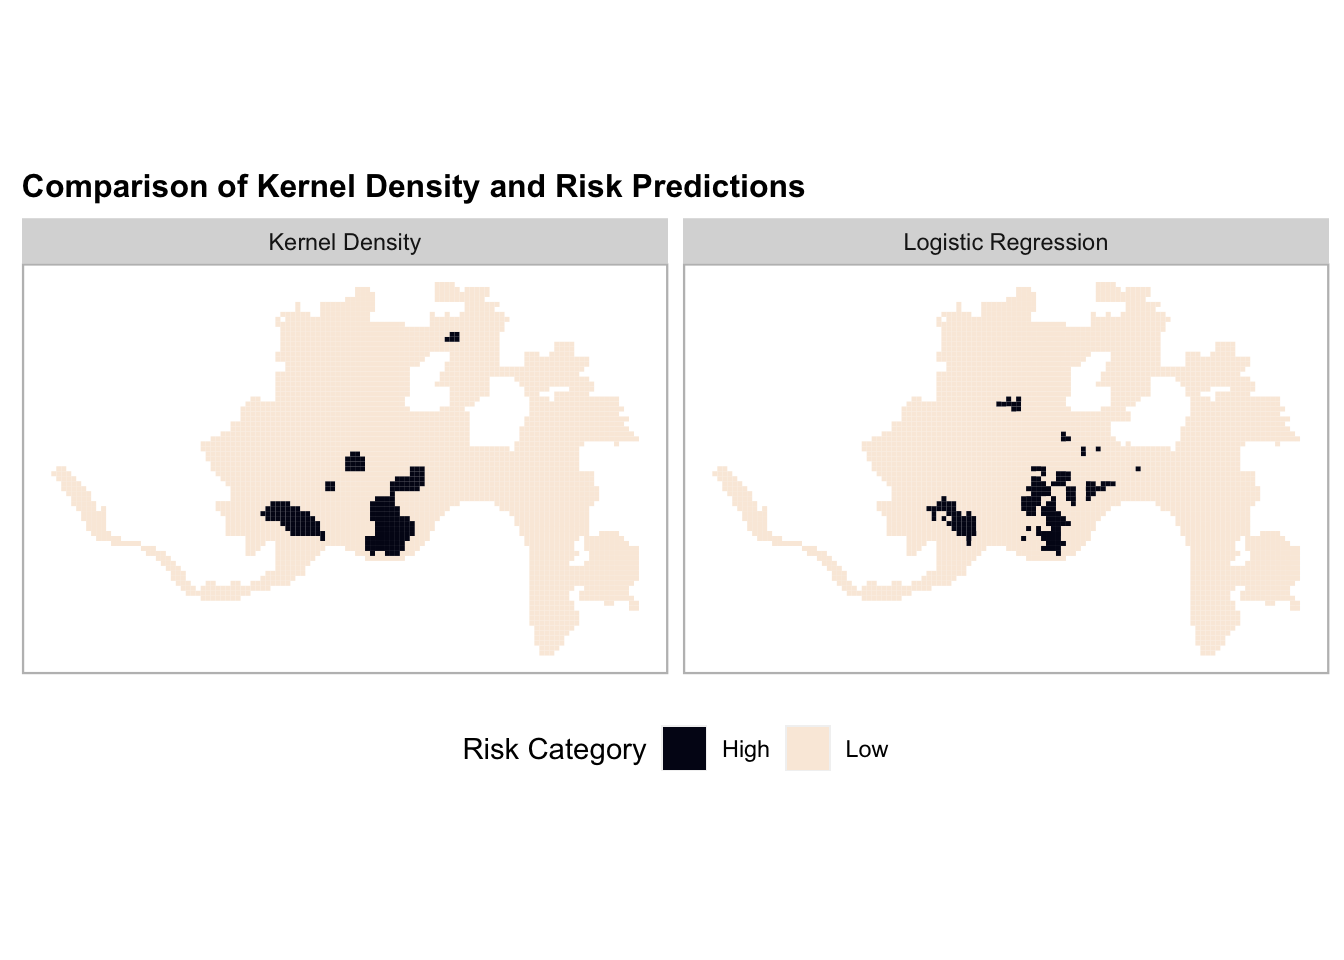 Comparison of Kernel Density and Risk Predictions
Kernel Density
Logistic Regression
Risk Category
High
Low